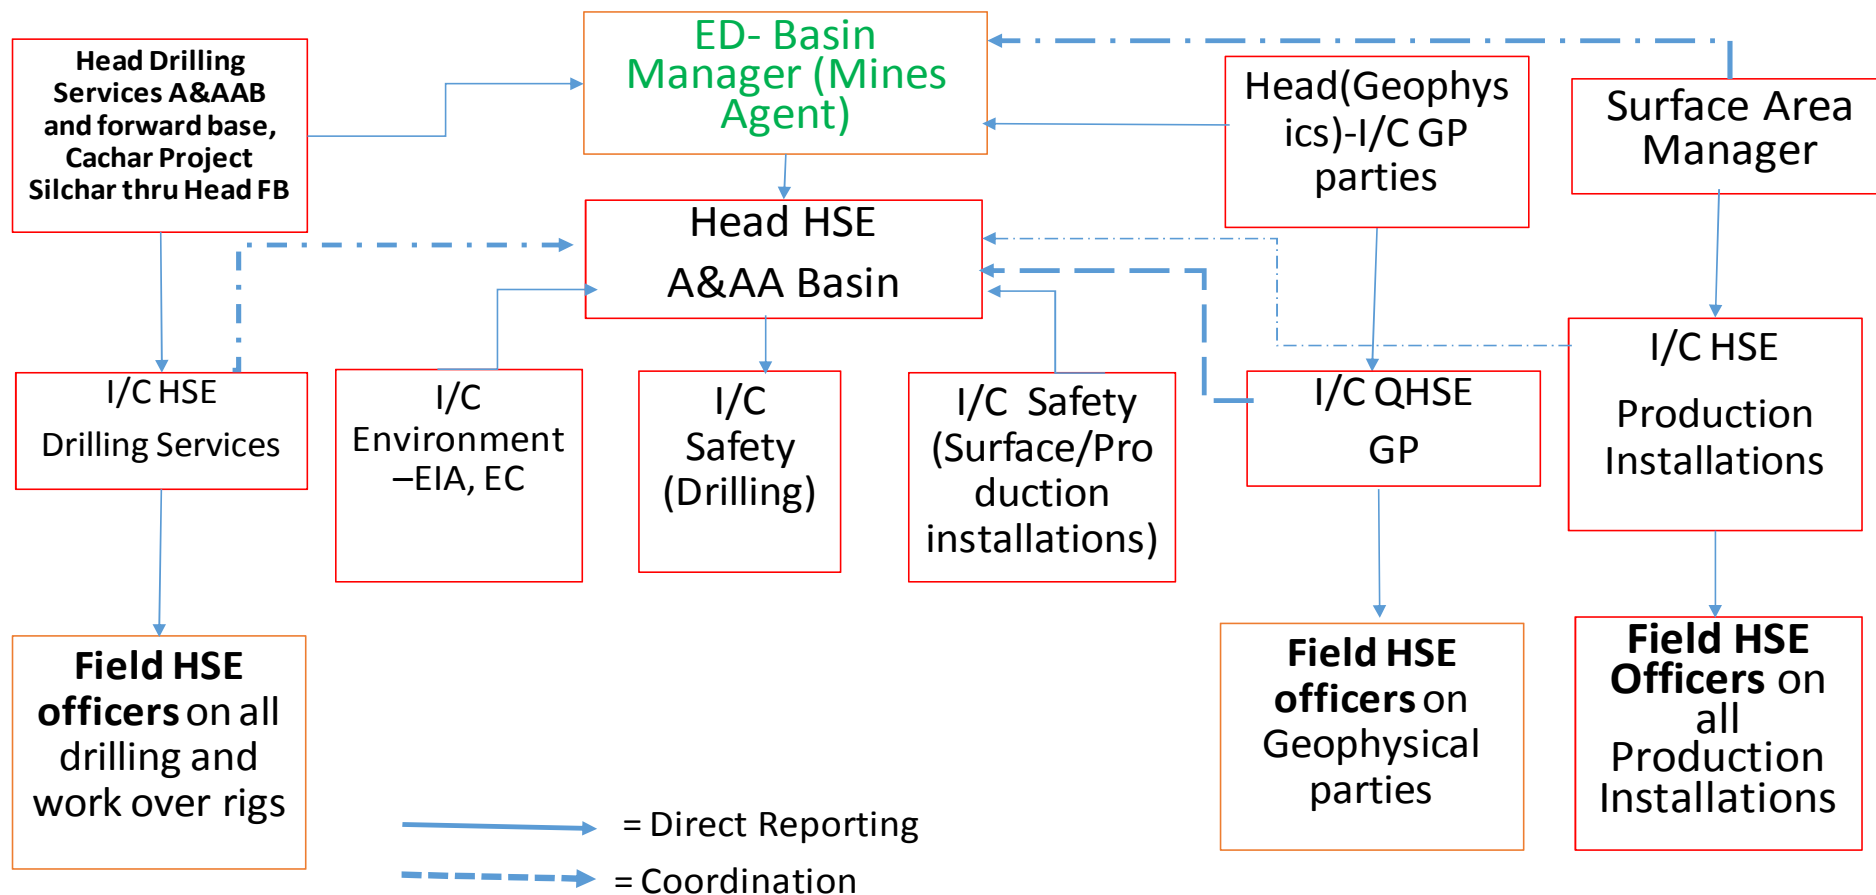 Head Drilling
Services A&AAB
and forward base,
Cachar Project
Silchar thru Head FB
ED- Basin
Manager (Mines
Agent)
Head(Geophys
ics)-I/C GP
parties
Surface Area
Manager
Head HSE
A&AA Basin
I/C HSE
Drilling Services
I/C
Environment
–EIA, EC
I/C
Safety
(Drilling)
I/C Safety
(Surface/Pro
duction
installations)
I/C QHSE
GP
I/C HSE
Production
Installations
Field HSE
officers on all
drilling and
work over rigs
Field HSE
officers on
Geophysical
parties
Field HSE
Officers on
all
Production
Installations
= Direct Reporting
= Coordination